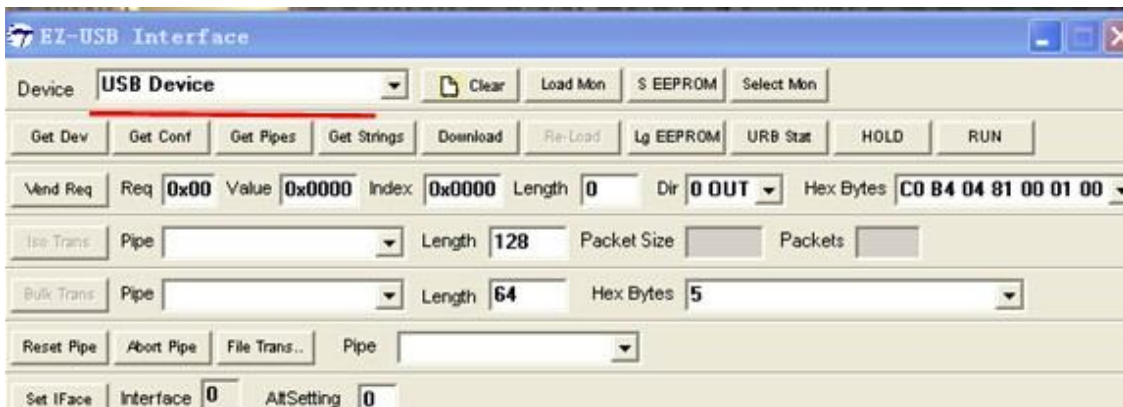 EZ-USB Interface
Device USB Device Clear Load Mon S EEPROM Select Mon
Get Dev Get Conf Get Pipes Get Strings Download Re-Load Lg EEPROM URB Stat HOLD RUN
Vend Req Req 0x00 Value 0x0000 Index 0x0000 Length 0 Dir 0 OUT Hex Bytes C0 B4 04 81 00 01 00
Iso Trans Pipe Length 128 Packet Size Packets
Bulk Trans Pipe Length 64 Hex Bytes 5
Reset Pipe Abort Pipe File Trans.. Pipe
Set IFace Interface 0 AltSetting 0